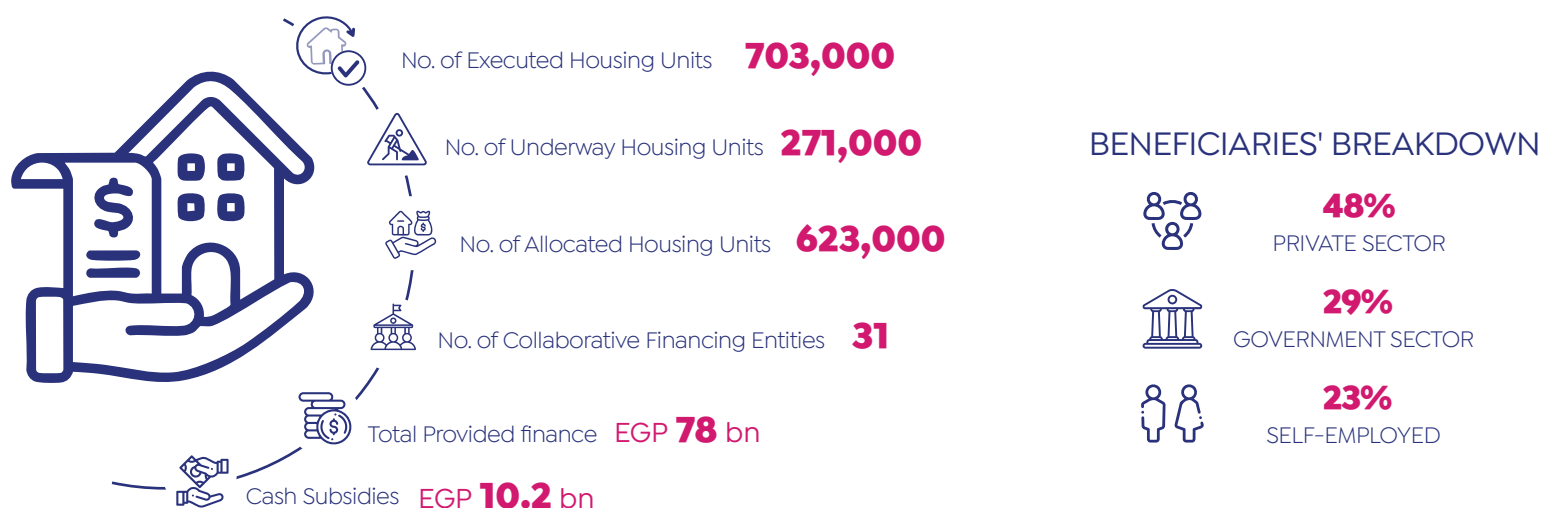 No. of Executed Housing Units 703,000
No. of Underway Housing Units 271,000
No. of Allocated Housing Units 623,000
No. of Collaborative Financing Entities 31
Total Provided finance EGP 78 bn
Cash Subsidies EGP 10.2 bn
BENEFICIARIES' BREAKDOWN
48%
PRIVATE SECTOR
29%
GOVERNMENT SECTOR
23%
SELF-EMPLOYED